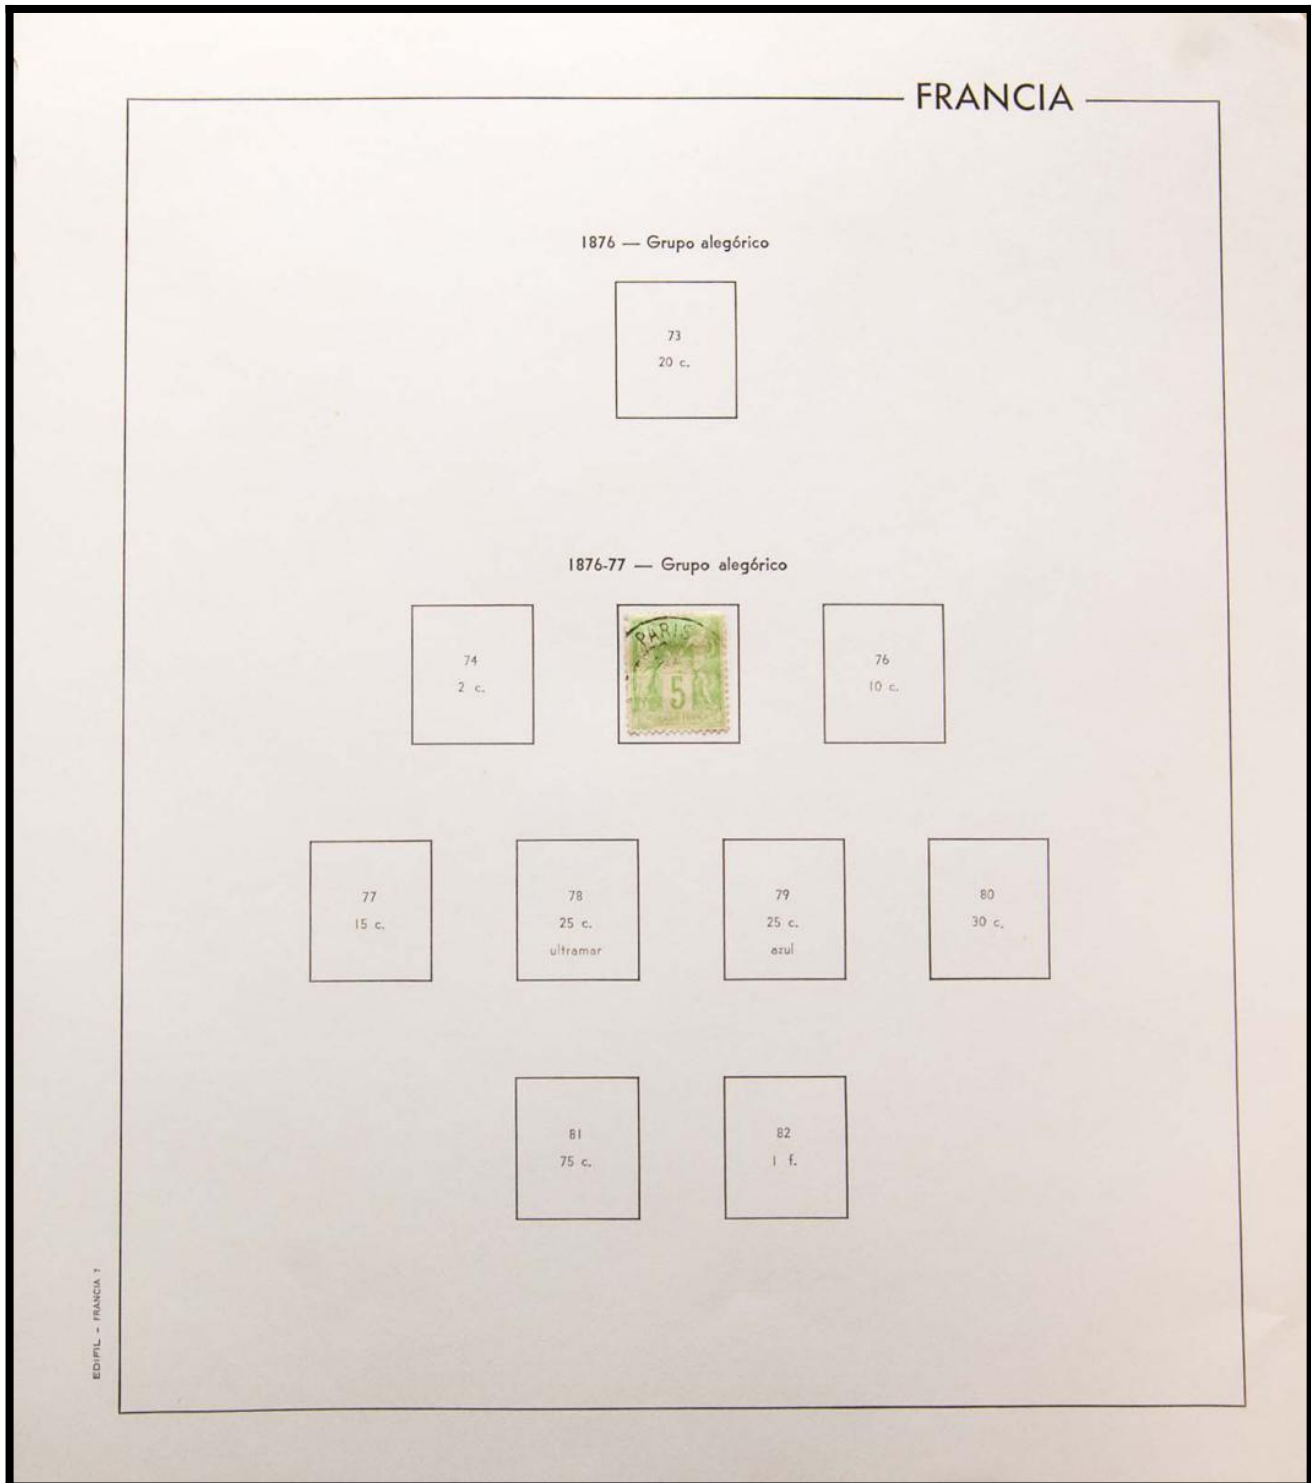 FRANCIA
1876 — Grupo alegórico
73
20 c.
1876-77 — Grupo alegórico
74
2 c.
PARIS
5
76
10 c.
77
15 c.
78
25 c.
ultramar
79
25 c.
azul
80
30 c.
81
75 c.
82
1 f.
EDIFIL - FRANCIA 7